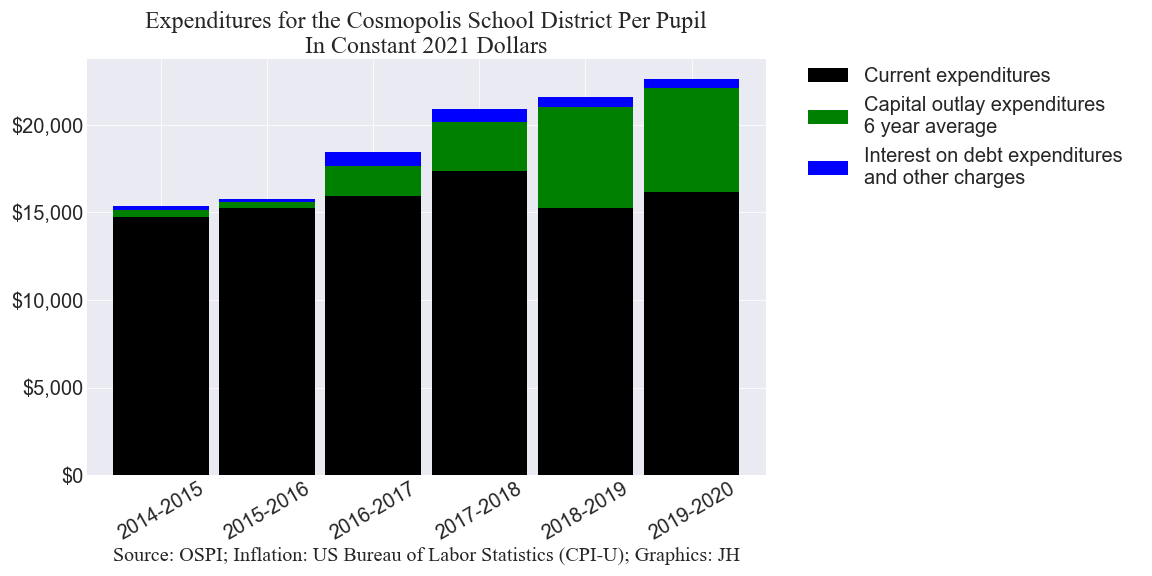 Expenditures for the Cosmopolis School District Per Pupil
In Constant 2021 Dollars
Current expenditures
Capital outlay expenditures
6 year average
Interest on debt expenditures
and other charges
$20,000
$15,000
$10,000
$5,000
$0
2014-2015
2015-2016
2016-2017
2017-2018
2018-2019
2019-2020
Source: OSPI; Inflation: US Bureau of Labor Statistics (CPI-U); Graphics: JH